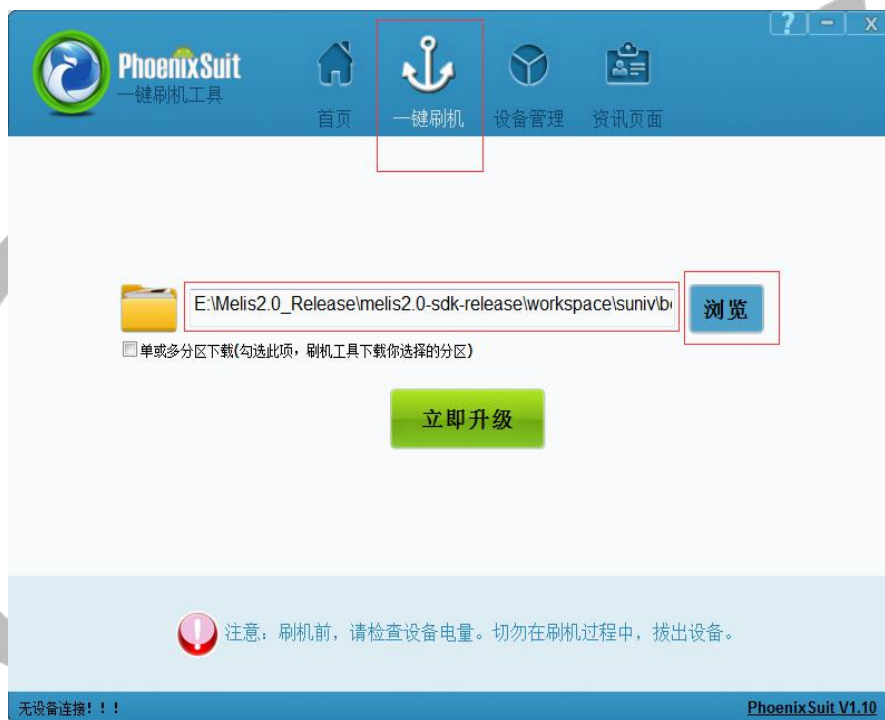 PhoenixSuit
一键刷机工具
? - x
首页 一键刷机 设备管理 资讯页面
E:\Melis2.0_Release\melis2.0-sdk-release\workspace\suniv\b
浏览
单或多分区下载(勾选此项，刷机工具下载你选择的分区)
立即升级
注意：刷机前，请检查设备电量。切勿在刷机过程中，拔出设备。
无设备连接！！！
PhoenixSuit V1.10